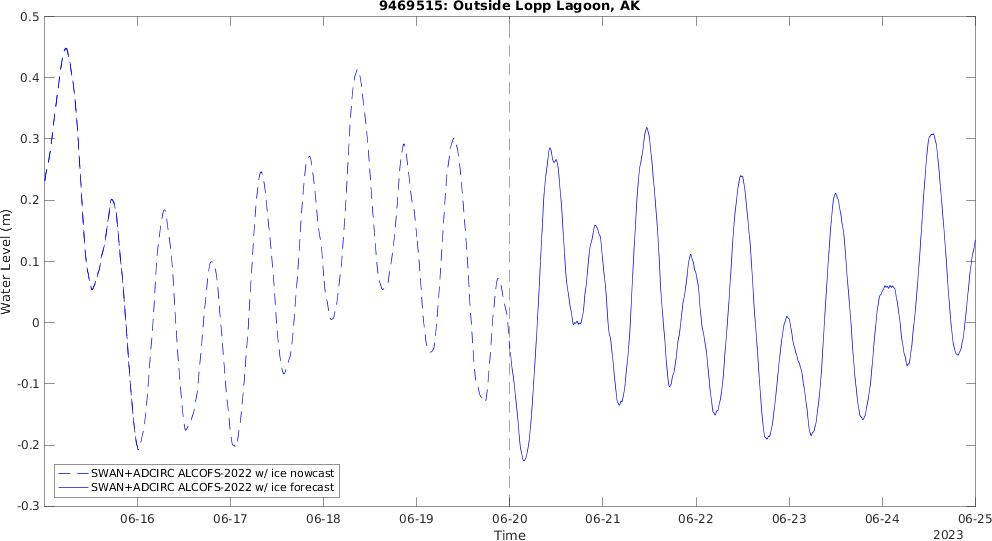 9469515: Outside Lopp Lagoon, AK
0.5
0.4
0.3
0.2
0.1
0
-0.1
-0.2
-0.3
Water Level (m)
SWAN+ADCIRC ALCOFS-2022 w/ ice nowcast
SWAN+ADCIRC ALCOFS-2022 w/ ice forecast
06-16 06-17 06-18 06-19 06-20 06-21 06-22 06-23 06-24 06-25
Time
2023